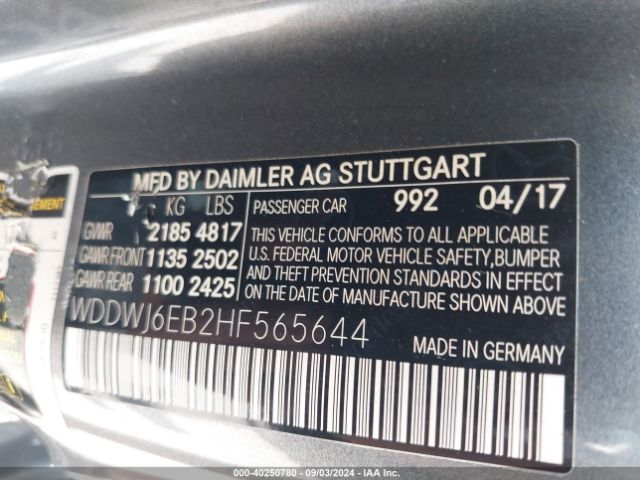 MFD BY DAIMLER AG STUTTGART
KG LBS
GVWR 2185 4817
GAWR FRONT 1135 2502
GAWR REAR 1100 2425
PASSENGER CAR 992 04/17
THIS VEHICLE CONFORMS TO ALL APPLICABLE
U.S. FEDERAL MOTOR VEHICLE SAFETY, BUMPER
AND THEFT PREVENTION STANDARDS IN EFFECT
ON THE DATE OF MANUFACTURE SHOWN ABOVE.
WDDWJ6EB2HF565644
MADE IN GERMANY
000-40250780 - 09/03/2024 - IAA Inc.